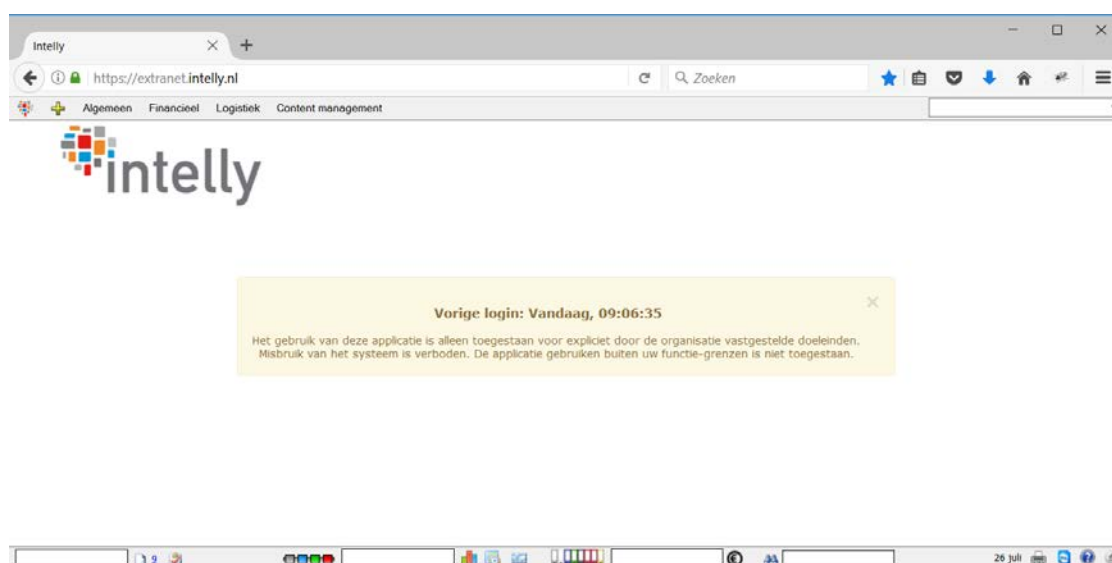 Intelly
https://extranet.intelly.nl
Zoeken
Algemeen Financieel Logistiek Content management
intelly
Vorige login: Vandaag, 09:06:35
Het gebruik van deze applicatie is alleen toegestaan voor expliciet door de organisatie vastgestelde doeleinden.
Misbruik van het systeem is verboden. De applicatie gebruiken buiten uw functie-grenzen is niet toegestaan.
9
26 juli